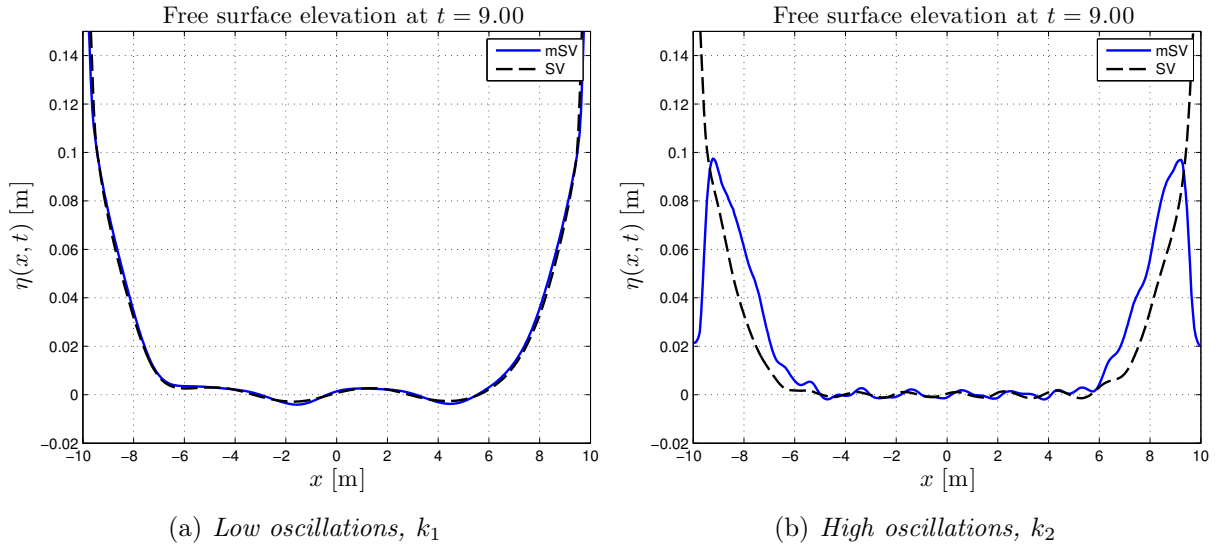 Free surface elevation at t = 9.00
mSV
SV
0.14
0.12
0.1
0.08
0.06
0.04
0.02
0
−0.02
η(x, t) [m]
−10 −8 −6 −4 −2 0 2 4 6 8 10
x [m]
(a) Low oscillations, k₁
Free surface elevation at t = 9.00
mSV
SV
0.14
0.12
0.1
0.08
0.06
0.04
0.02
0
−0.02
η(x, t) [m]
−10 −8 −6 −4 −2 0 2 4 6 8 10
x [m]
(b) High oscillations, k₂